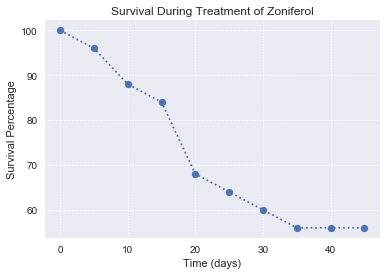 Survival During Treatment of Zoniferol
100
90
80
70
60
Survival Percentage
0 10 20 30 40
Time (days)